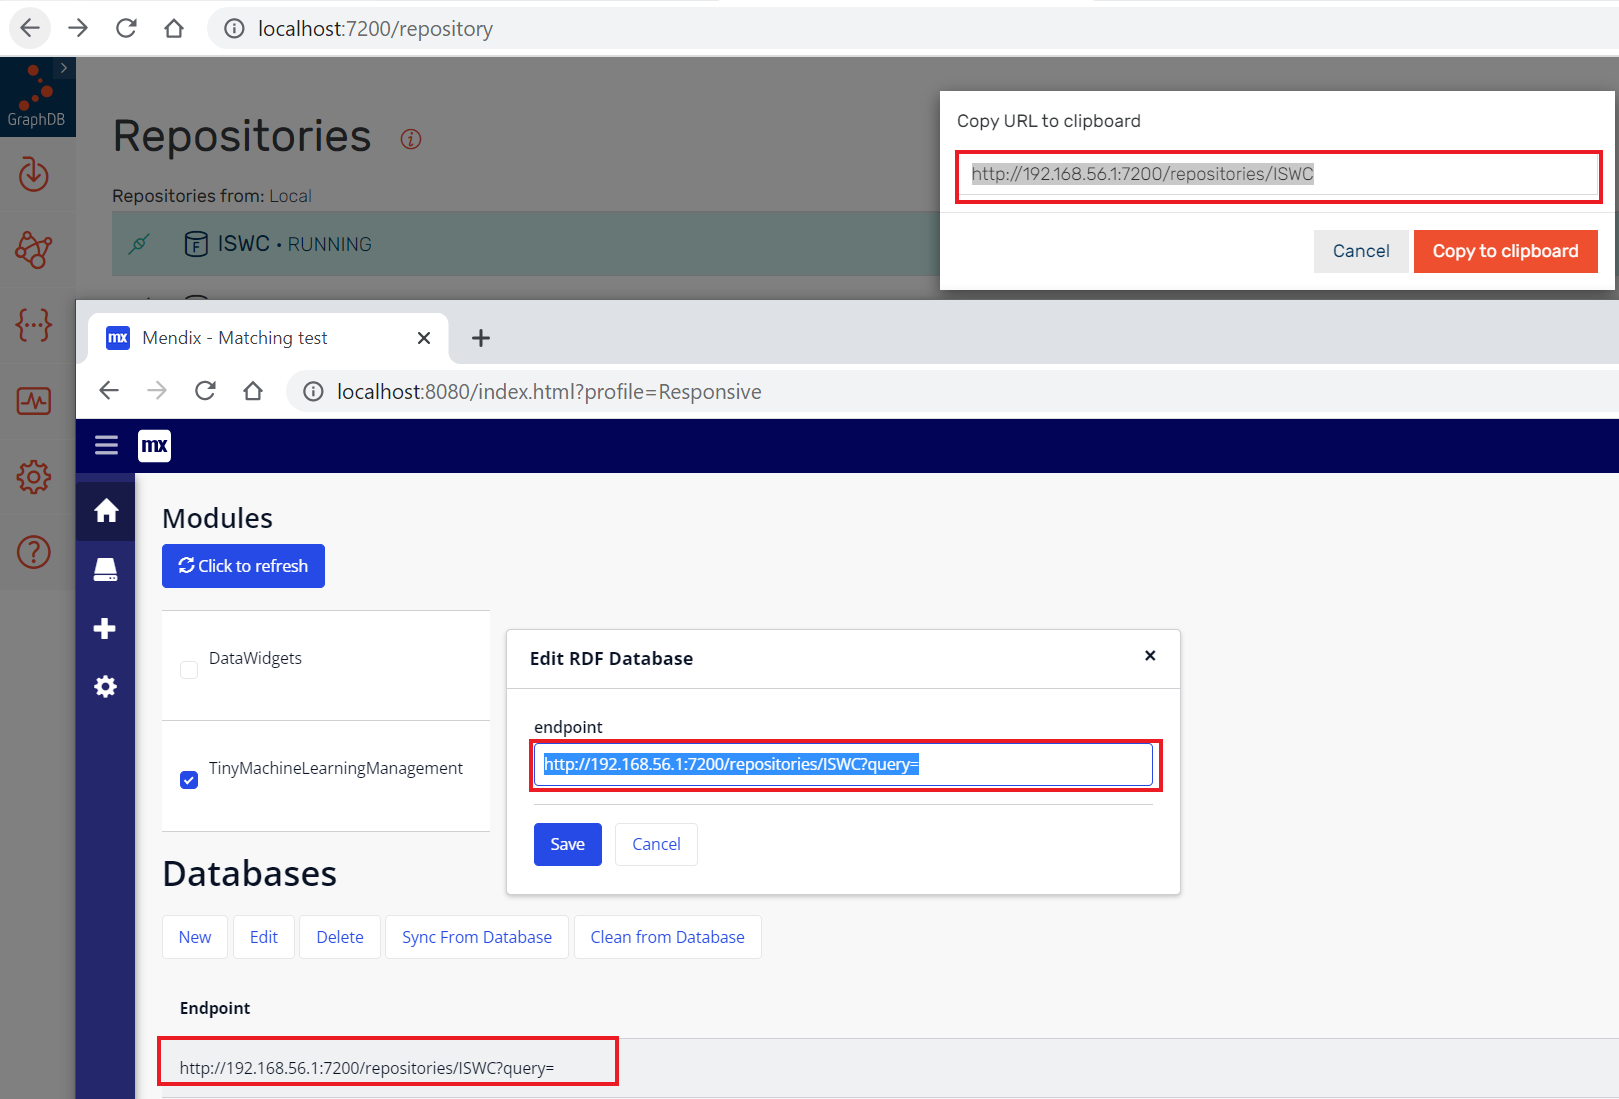 localhost:7200/repository
GraphDB
Repositories
Repositories from: Local
ISWC • RUNNING
Copy URL to clipboard
http://192.168.56.1:7200/repositories/ISWC
Cancel
Copy to clipboard
mx
Mendix - Matching test
localhost:8080/index.html?profile=Responsive
mx
Modules
Click to refresh
DataWidgets
TinyMachineLearningManagement
Edit RDF Database
endpoint
http://192.168.56.1:7200/repositories/ISWC?query=
Save
Cancel
Databases
New
Edit
Delete
Sync From Database
Clean from Database
Endpoint
http://192.168.56.1:7200/repositories/ISWC?query=